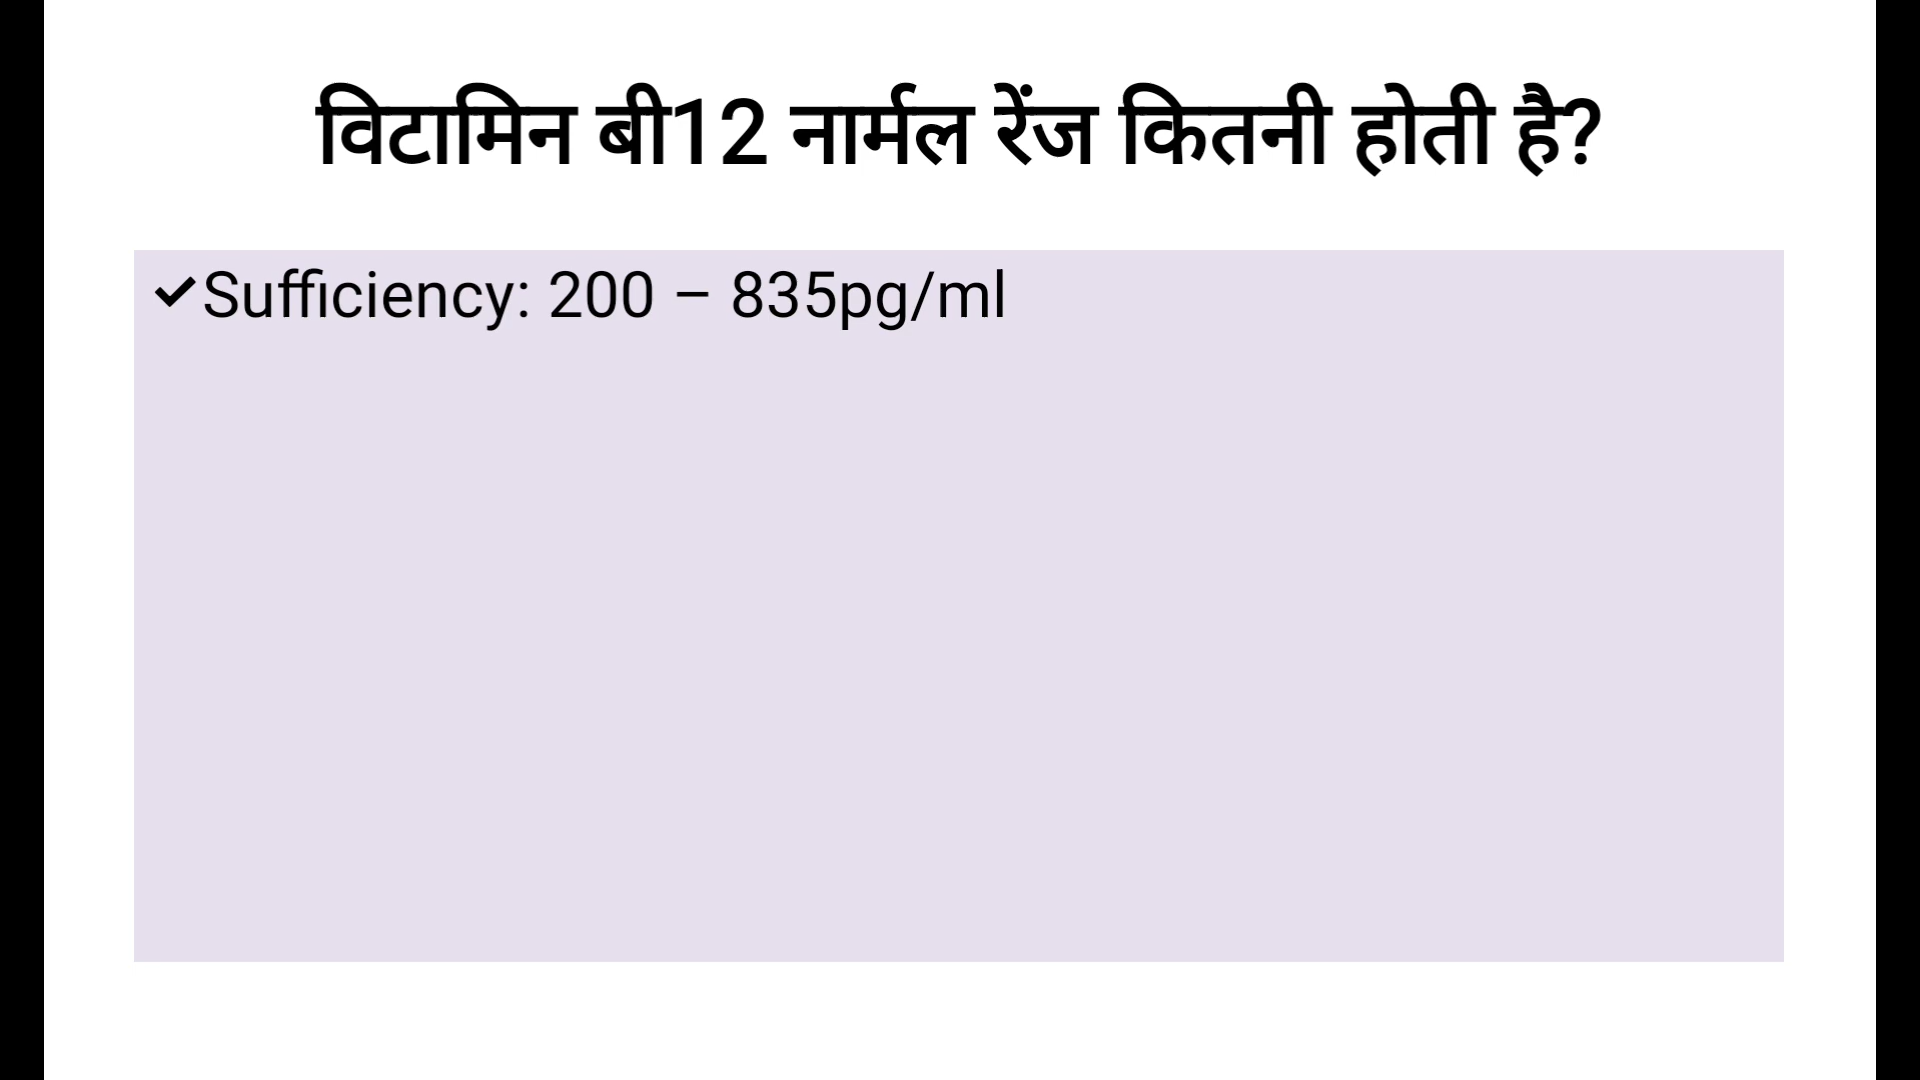 विटामिन बी12 नार्मल रेंज कितनी होती है?
✓Sufficiency: 200 – 835pg/ml